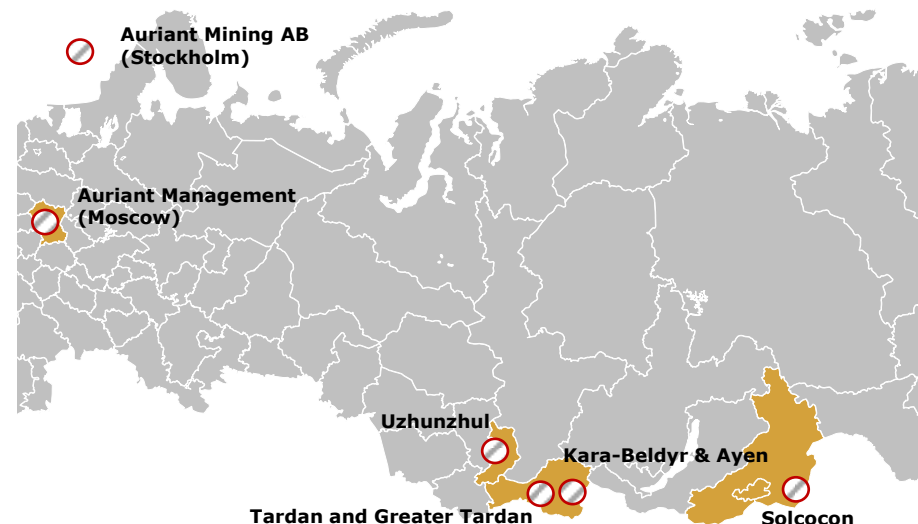 Auriant Mining AB
(Stockholm)
Auriant Management
(Moscow)
Uzhunzhul
Kara-Beldyr & Ayen
Tardan and Greater Tardan
Solcocon